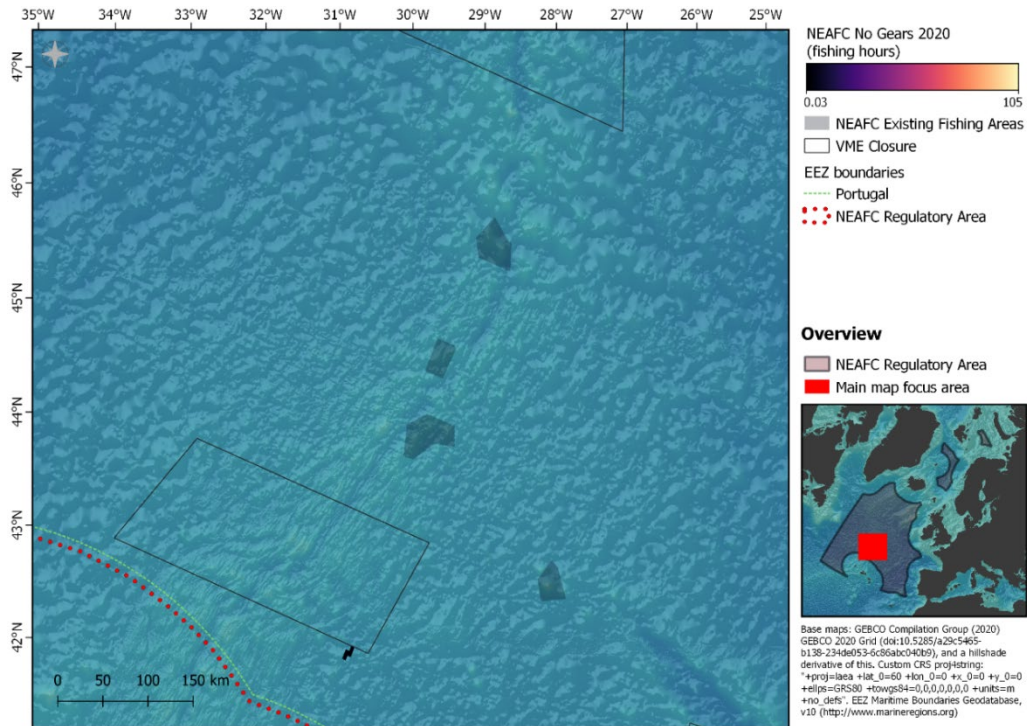 35°W 33°W 32°W 31°W 30°W 29°W 28°W 27°W 26°W 25°W
47°N
46°N
45°N
44°N
43°N
42°N
0 50 100 150 km
NEAFC No Gears 2020
(fishing hours)
0.03 105
NEAFC Existing Fishing Areas
VME Closure
EEZ boundaries
Portugal
NEAFC Regulatory Area
Overview
NEAFC Regulatory Area
Main map focus area
Base maps: GEBCO Compilation Group (2020)
GEBCO 2020 Grid (doi:10.5285/a29c5465-
b138-234de053-6c86abc040b9), and a hillshade
derivative of this. Custom CRS proj4string:
"+proj=laea +lat_0=60 +lon_0=0 +x_0=0 +y_0=0
+ellps=GRS80 +towgs84=0,0,0,0,0,0,0 +units=m
+no_defs". EEZ Maritime Boundaries Geodatabase,
v10 (http://www.marineregions.org)